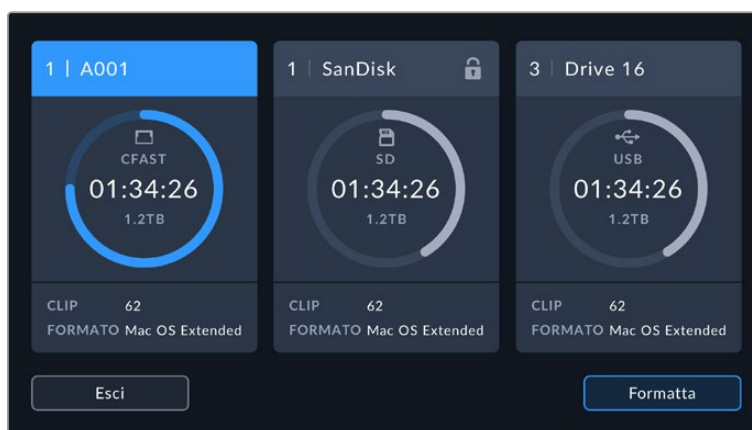 1 | A001
CFAST
01:34:26
1.2TB
CLIP 62
FORMATO Mac OS Extended
1 | SanDisk
SD
01:34:26
1.2TB
CLIP 62
FORMATO Mac OS Extended
3 | Drive 16
USB
01:34:26
1.2TB
CLIP 62
FORMATO Mac OS Extended
Esci
Formatta